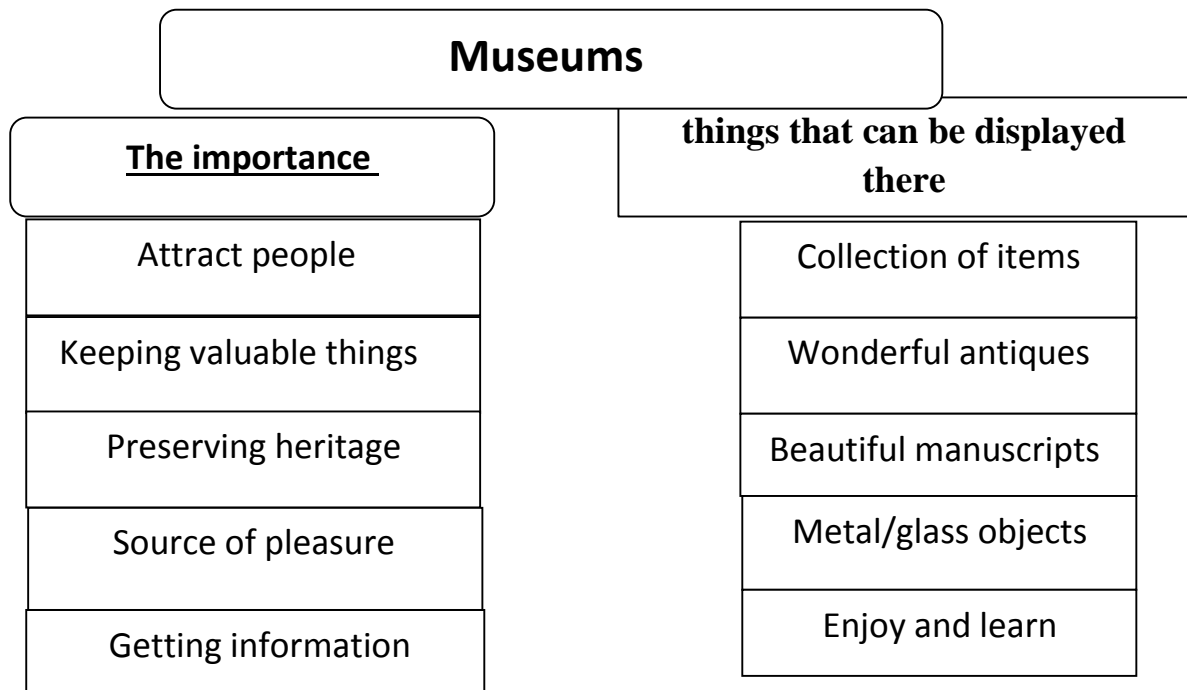 Museums
The importance
things that can be displayed
there
Attract people
Keeping valuable things
Preserving heritage
Source of pleasure
Getting information
Collection of items
Wonderful antiques
Beautiful manuscripts
Metal/glass objects
Enjoy and learn